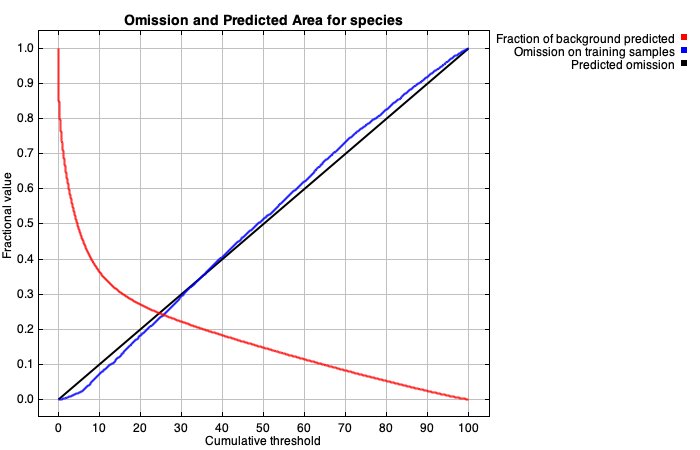 Omission and Predicted Area for species
Fraction of background predicted
Omission on training samples
Predicted omission
Fractional value
1.0
0.9
0.8
0.7
0.6
0.5
0.4
0.3
0.2
0.1
0.0
0 10 20 30 40 50 60 70 80 90 100
Cumulative threshold